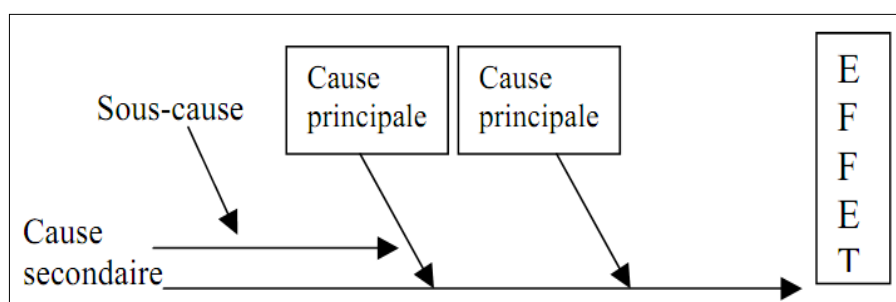 Sous-cause
Cause
principale
Cause
principale
Cause
secondaire
E
F
F
E
T